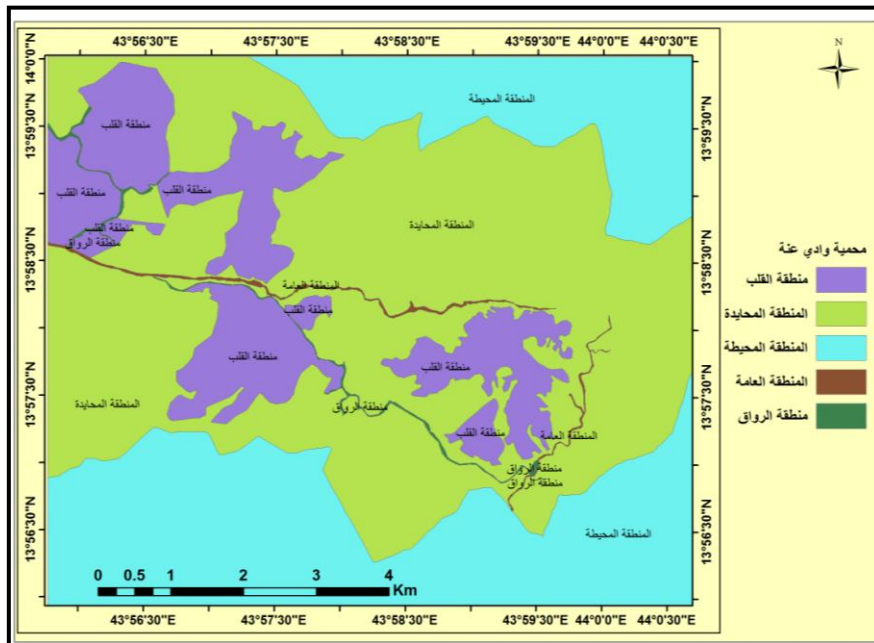 43°56'30"E 43°57'30"E 43°58'30"E 43°59'30"E 44°0'0"E 44°0'30"E
N
14°0'0"N
13°59'30"N
13°58'30"N
13°57'30"N
13°56'30"N
13°59'30"N
13°58'30"N
13°57'30"N
13°56'30"N
المنطقة المحيطة
منطقة القلب
منطقة القلب
منطقة القلب
منطقة القلب
منطقة الرواق
المنطقة المحايدة
المنطقة العامة
منطقة القلب
منطقة القلب
منطقة القلب
المنطقة المحايدة
منطقة الرواق
منطقة القلب
المنطقة العامة
منطقة الرواق
منطقة الرواق
المنطقة المحيطة
محمية وادي عنة
منطقة القلب
المنطقة المحايدة
المنطقة المحيطة
المنطقة العامة
منطقة الرواق
0 0.5 1 2 3 4
Km
43°56'30"E 43°57'30"E 43°58'30"E 43°59'30"E 44°0'0"E 44°0'30"E